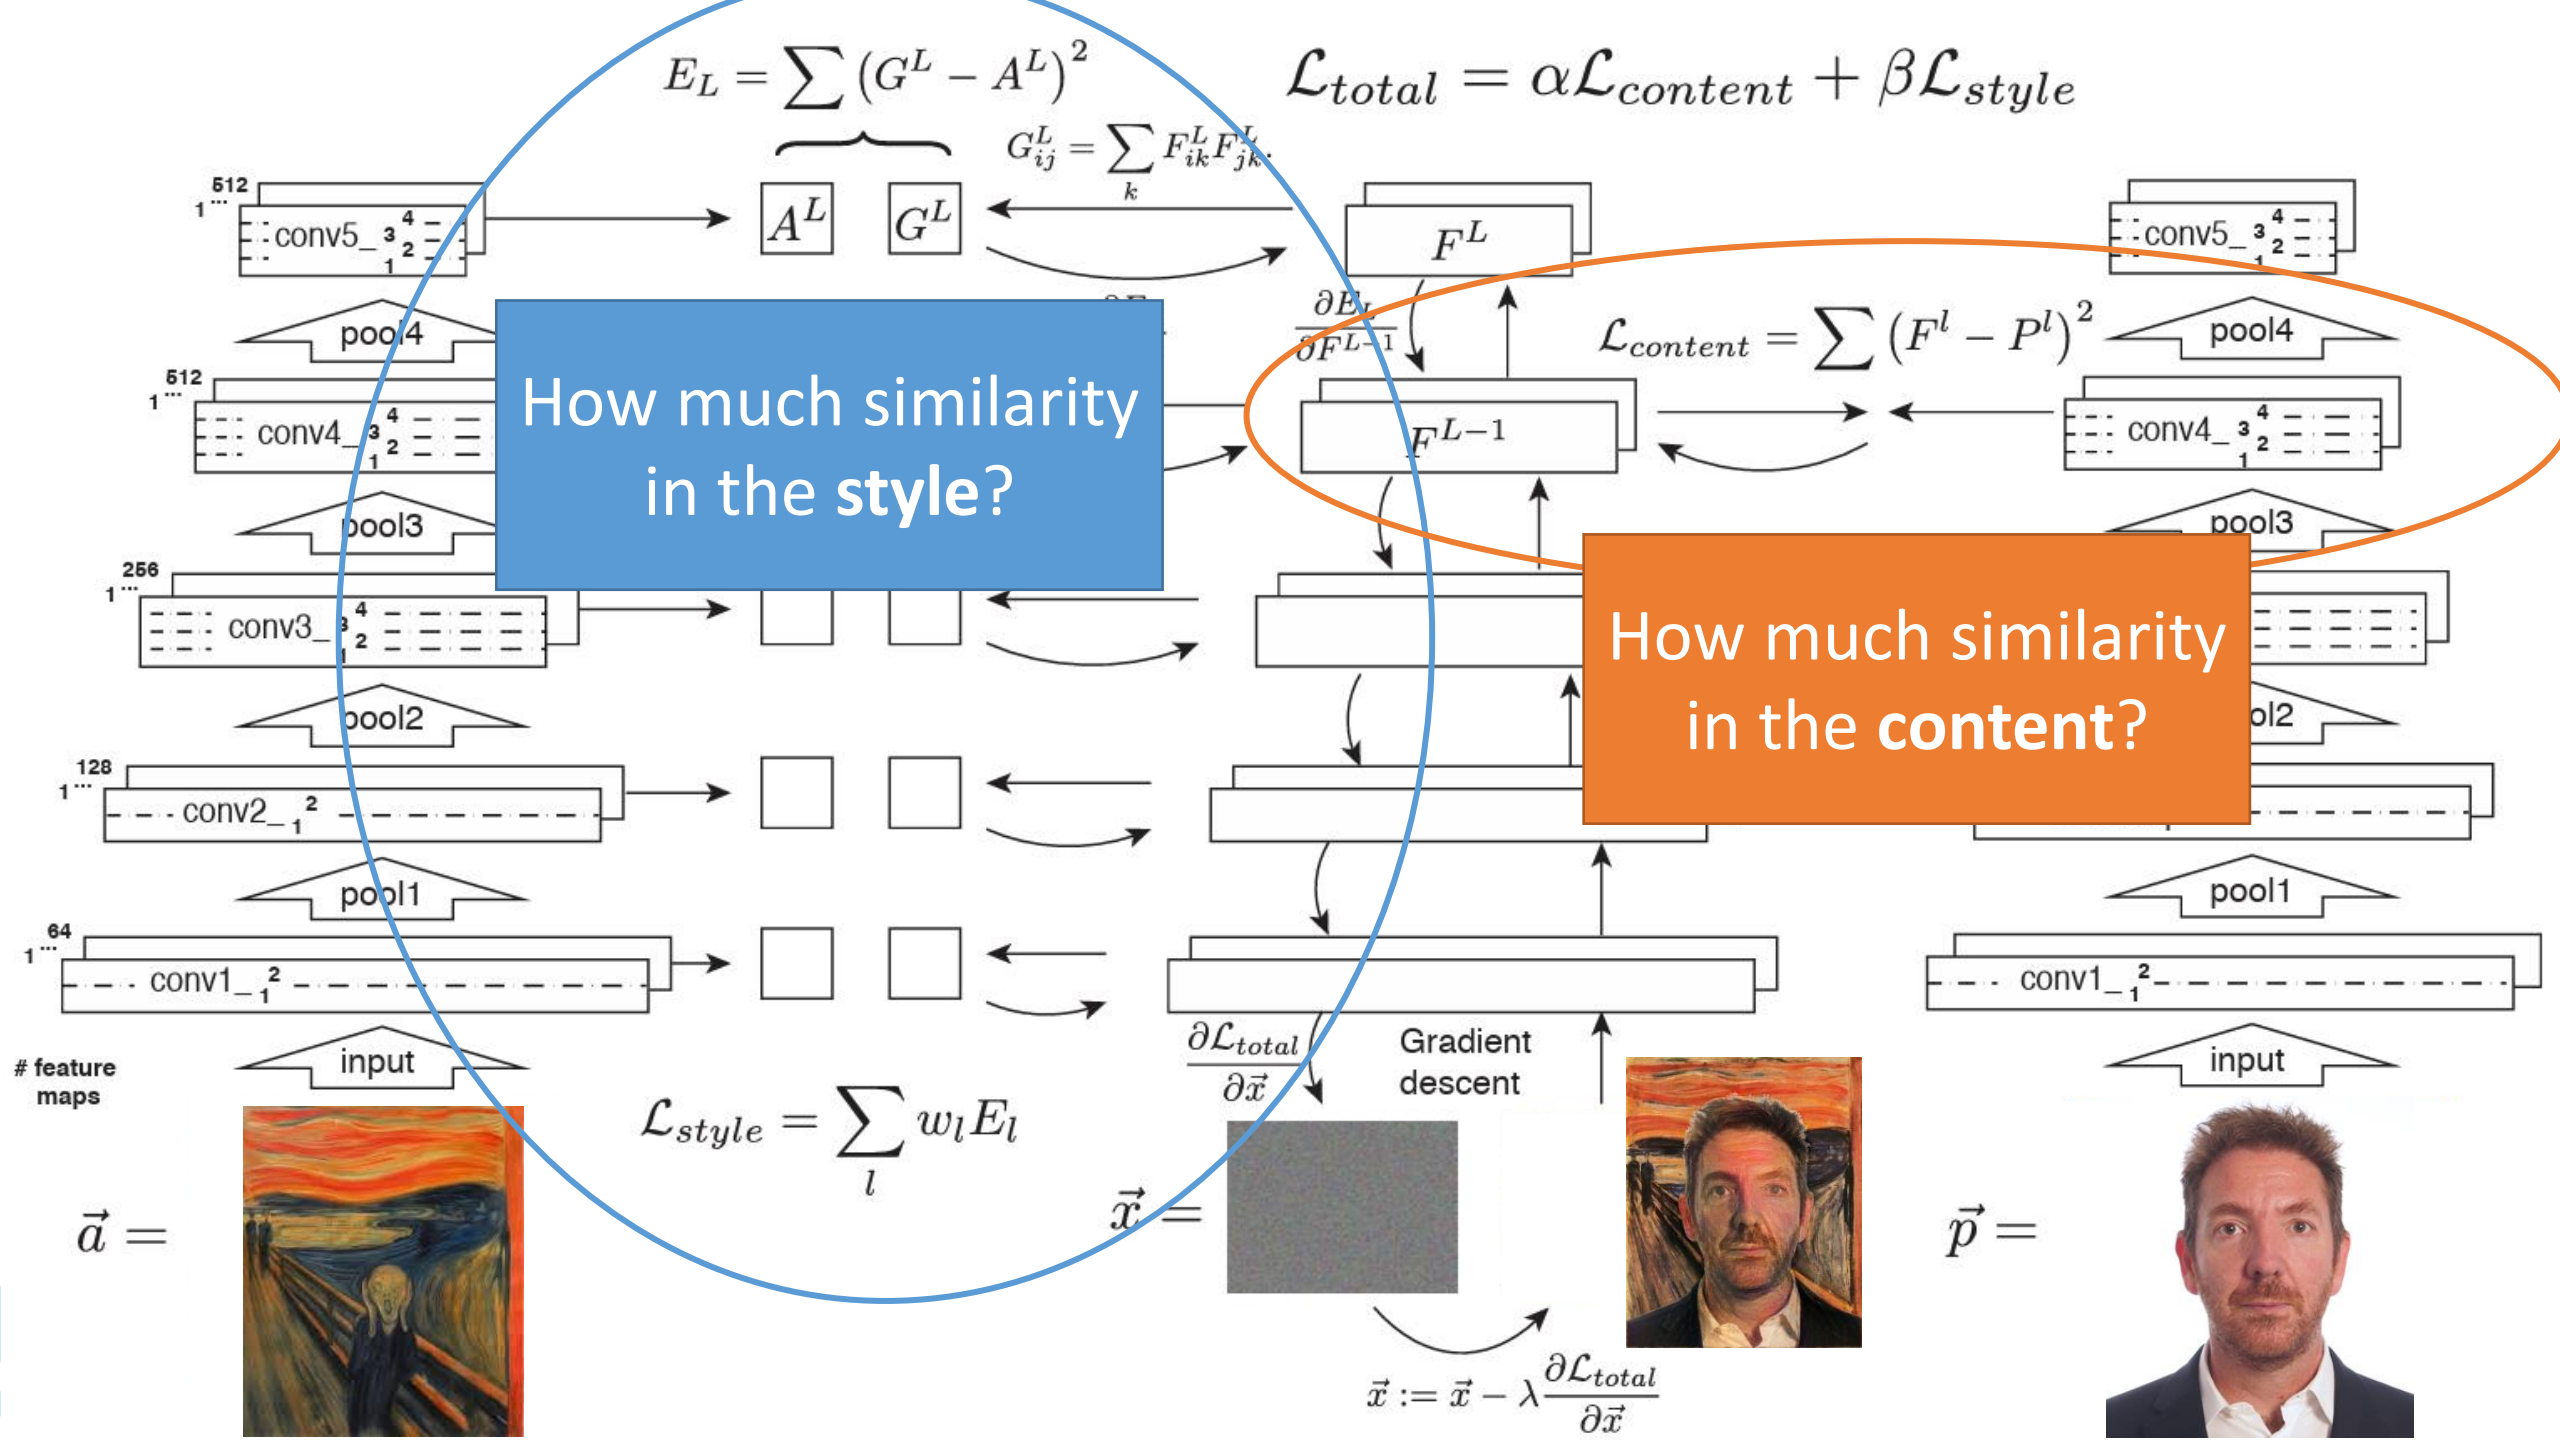 E_L = ∑ (G^L − A^L)^2
ℒ_total = αℒ_content + βℒ_style
G^L_ij = ∑_k F^L_ik F^L_jk.
512
1 ...
conv5_ 1 2 3 4
A^L
G^L
F^L
conv5_ 1 2 3 4
pool4
∂E_L / ∂F^{L−1}
ℒ_content = ∑ (F^l − P^l)^2
pool4
512
1 ...
conv4_ 1 2 3 4
How much similarity
in the style?
F^{L−1}
conv4_ 1 2 3 4
pool3
pool3
256
1 ...
conv3_ 1 2 3 4
How much similarity
in the content?
pool2
ol2
128
1 ...
conv2_ 1 2
pool1
pool1
64
1 ...
conv1_ 1 2
conv1_ 1 2
# feature
maps
input
∂ℒ_total / ∂x⃗
Gradient
descent
input
ℒ_style = ∑_l w_l E_l
a⃗ =
x⃗ =
p⃗ =
x⃗ := x⃗ − λ ∂ℒ_total / ∂x⃗